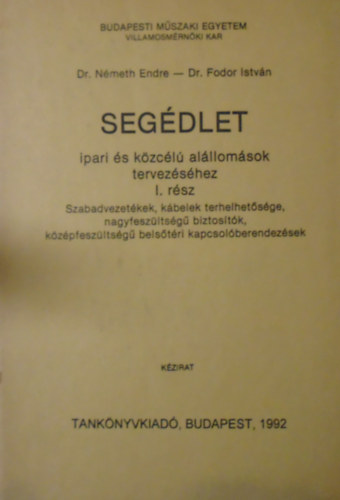 BUDAPESTI MŰSZAKI EGYETEM
VILLAMOSMÉRNÖKI KAR
Dr. Németh Endre — Dr. Fodor István
SEGÉDLET
ipari és közcélú alállomások
tervezéséhez
I. rész
Szabadvezetékek, kábelek terhelhetősége,
nagyfeszültségű biztosítók,
középfeszültségű belsőtéri kapcsolóberendezések
KÉZIRAT
TANKÖNYVKIADÓ, BUDAPEST, 1992